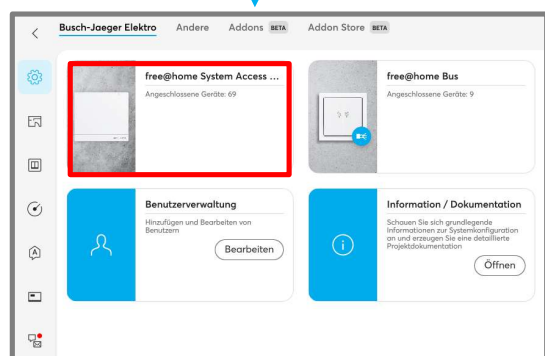 Busch-Jaeger Elektro Andere Addons BETA Addon Store BETA
free@home System Access ...
Angeschlossene Geräte: 69
free@home Bus
Angeschlossene Geräte: 9
Benutzerverwaltung
Hinzufügen und Bearbeiten von
Benutzern
Bearbeiten
Information / Dokumentation
Schauen Sie sich grundlegende
Informationen zur Systemkonfiguration
an und erzeugen Sie eine detaillierte
Projektdokumentation
Öffnen